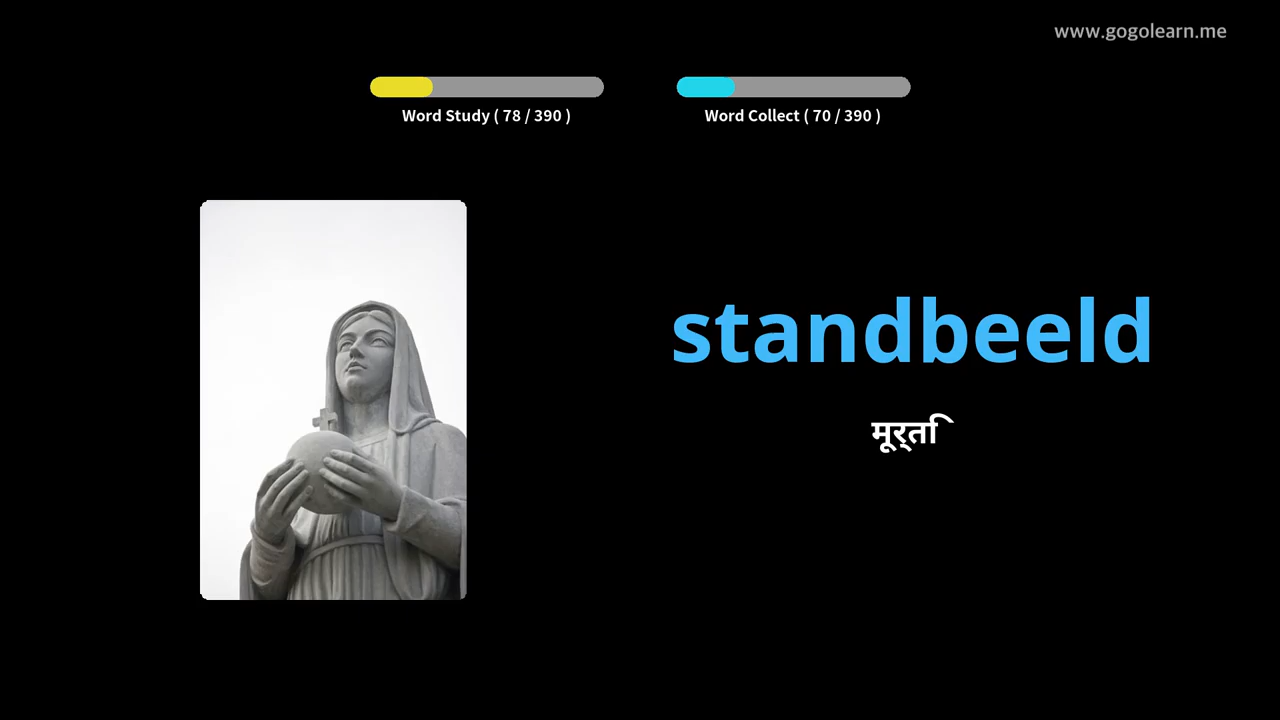 www.gogolearn.me
Word Study ( 78 / 390 )
Word Collect ( 70 / 390 )
standbeeld
मूर्ति